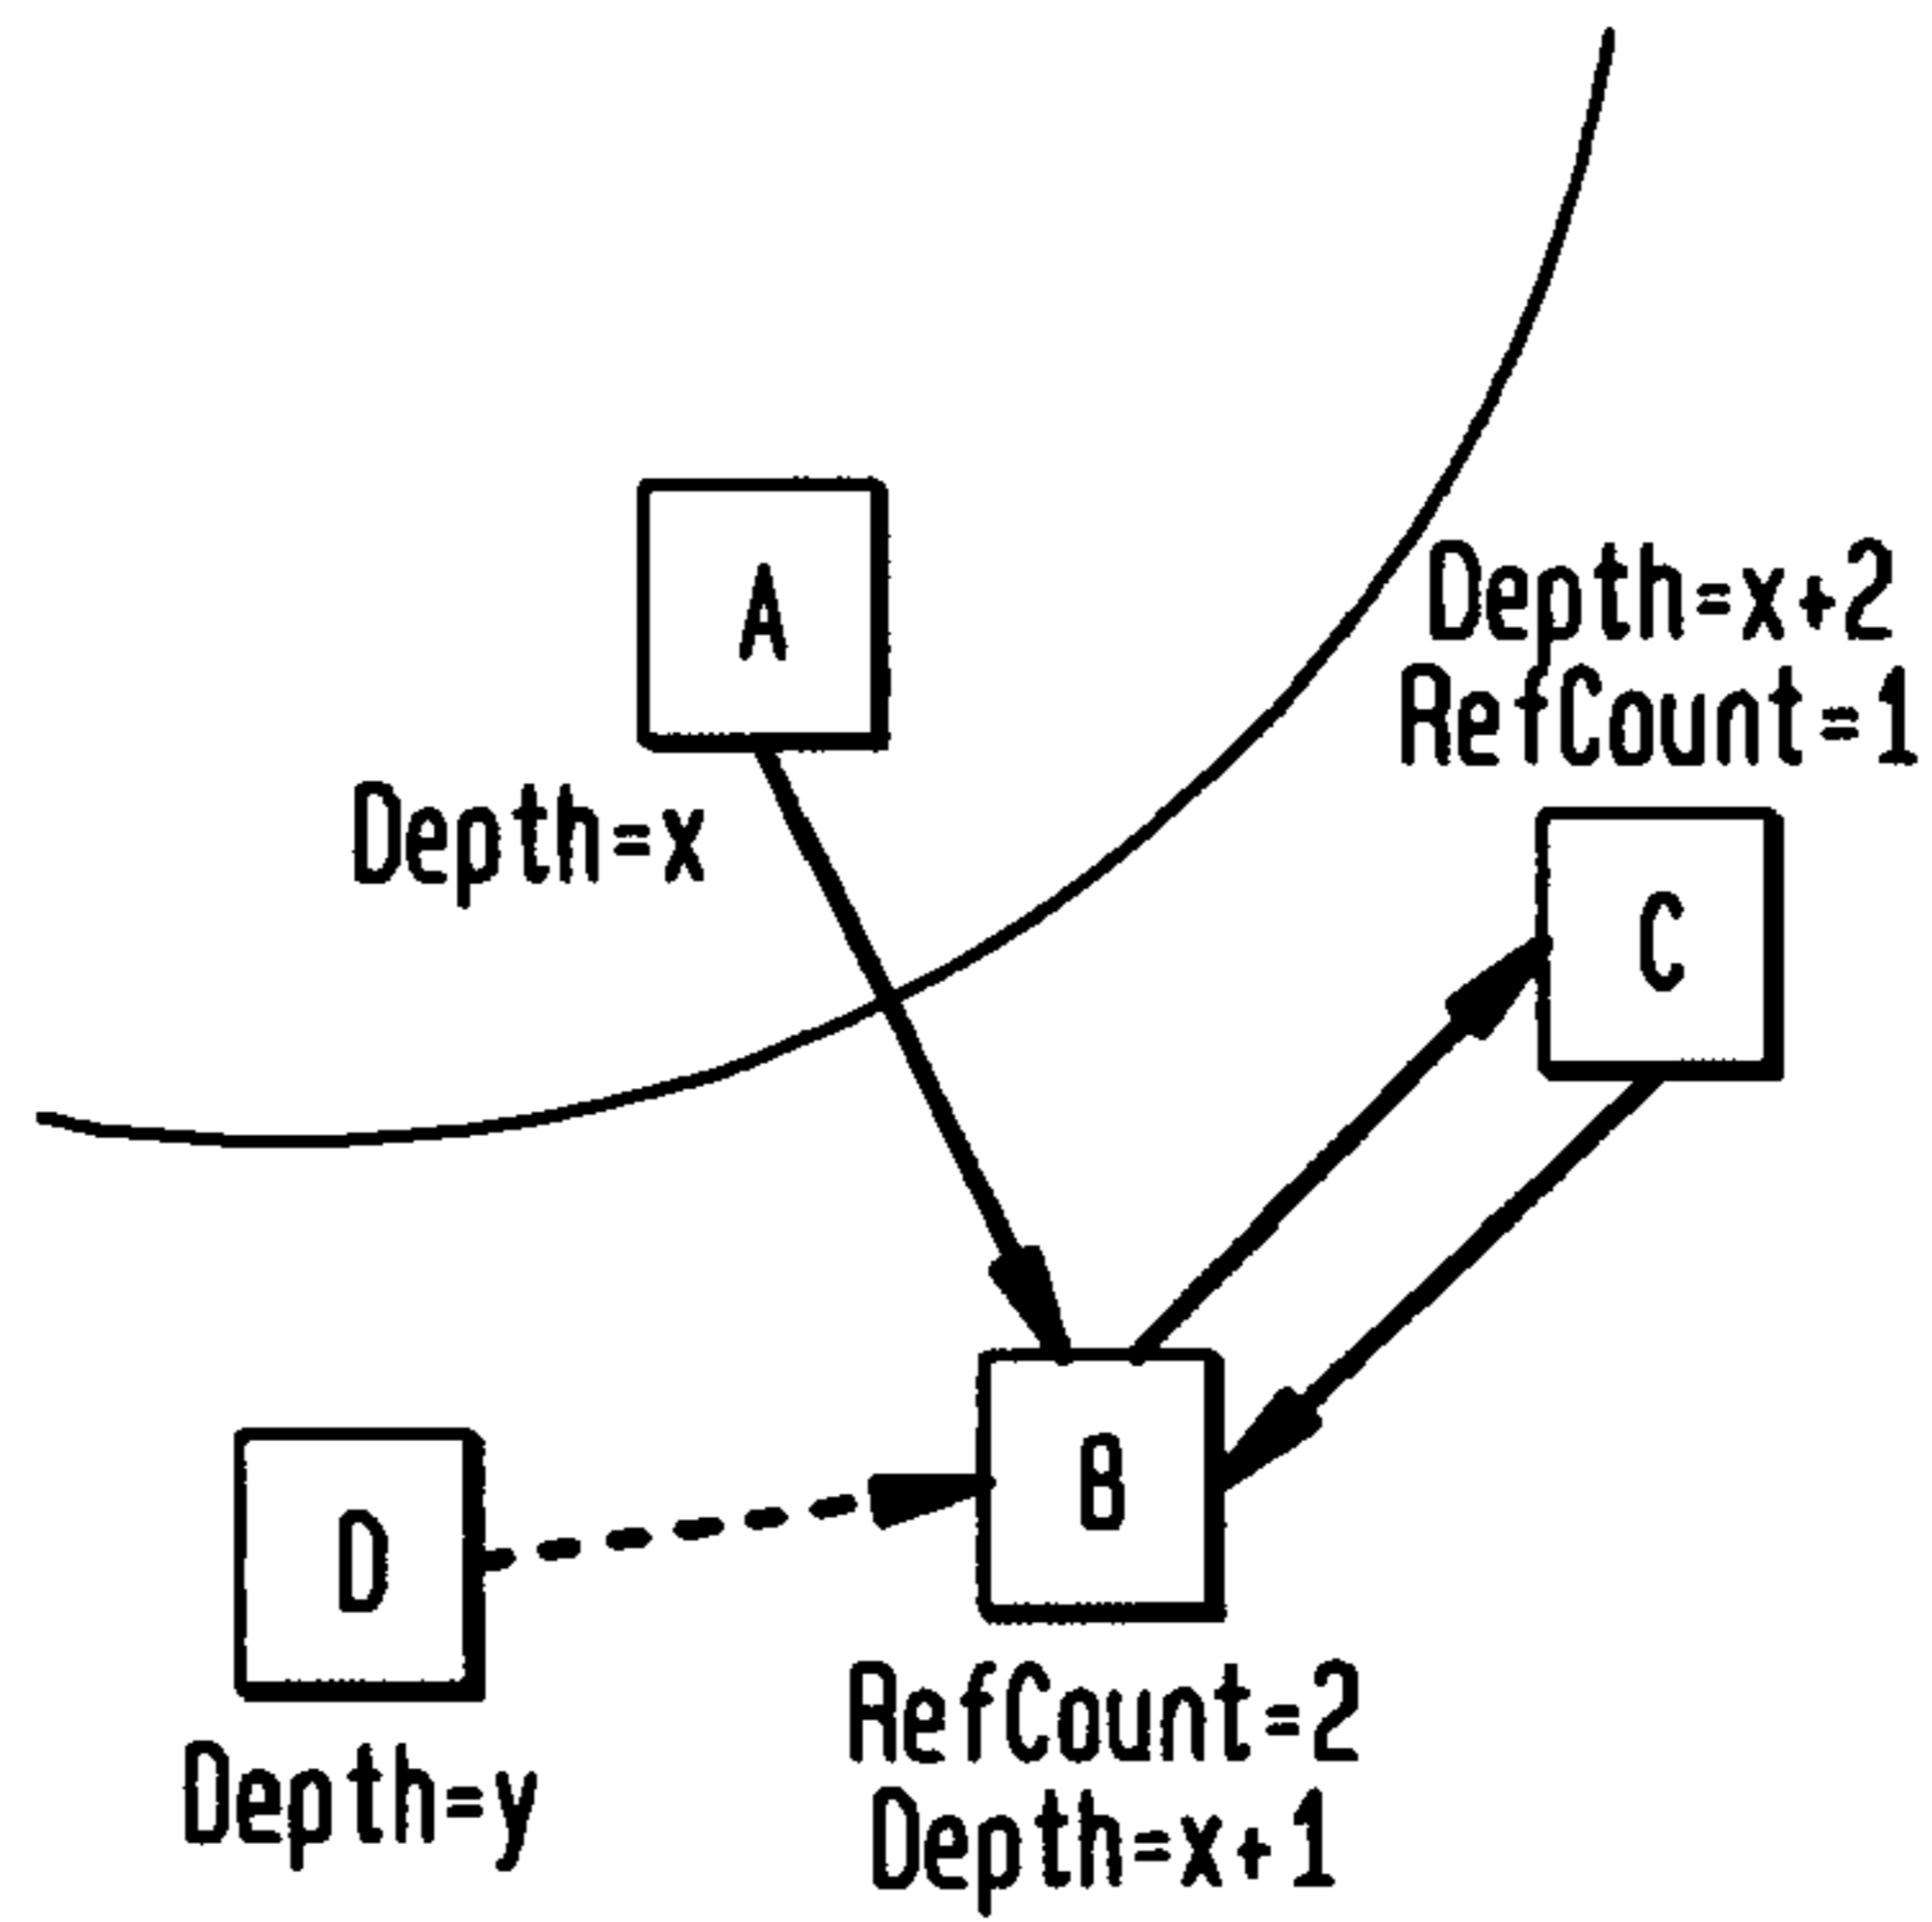 A
Depth=x+2
RefCount=1
Depth=x
C
B
D
RefCount=2
Depth=y
Depth=x+1